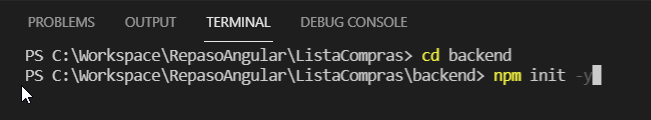 PROBLEMS OUTPUT TERMINAL DEBUG CONSOLE
PS C:\Workspace\RepasoAngular\ListaCompras> cd backend
PS C:\Workspace\RepasoAngular\ListaCompras\backend> npm init -y